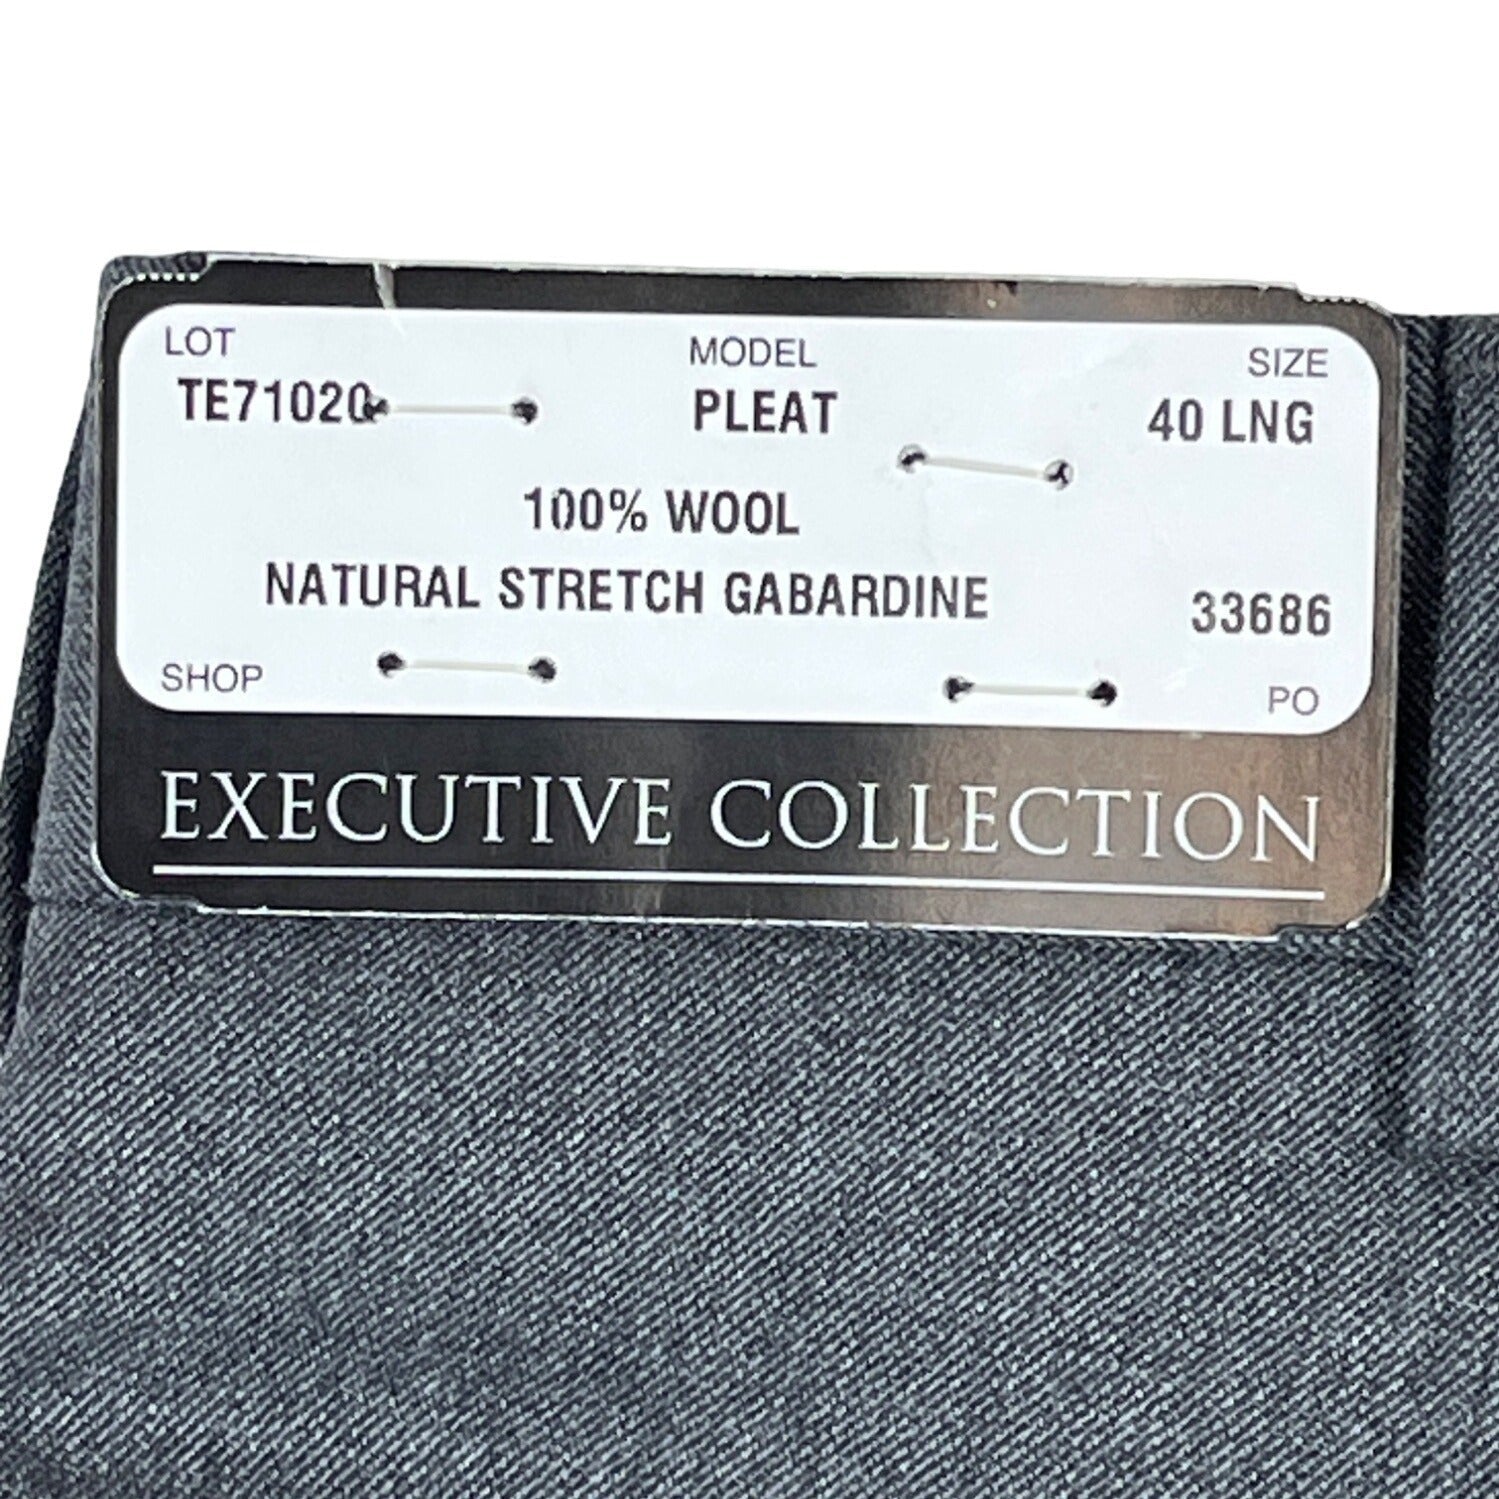 LOT MODEL SIZE
TE71020 PLEAT 40 LNG
100% WOOL
NATURAL STRETCH GABARDINE 33686
SHOP PO
EXECUTIVE COLLECTION